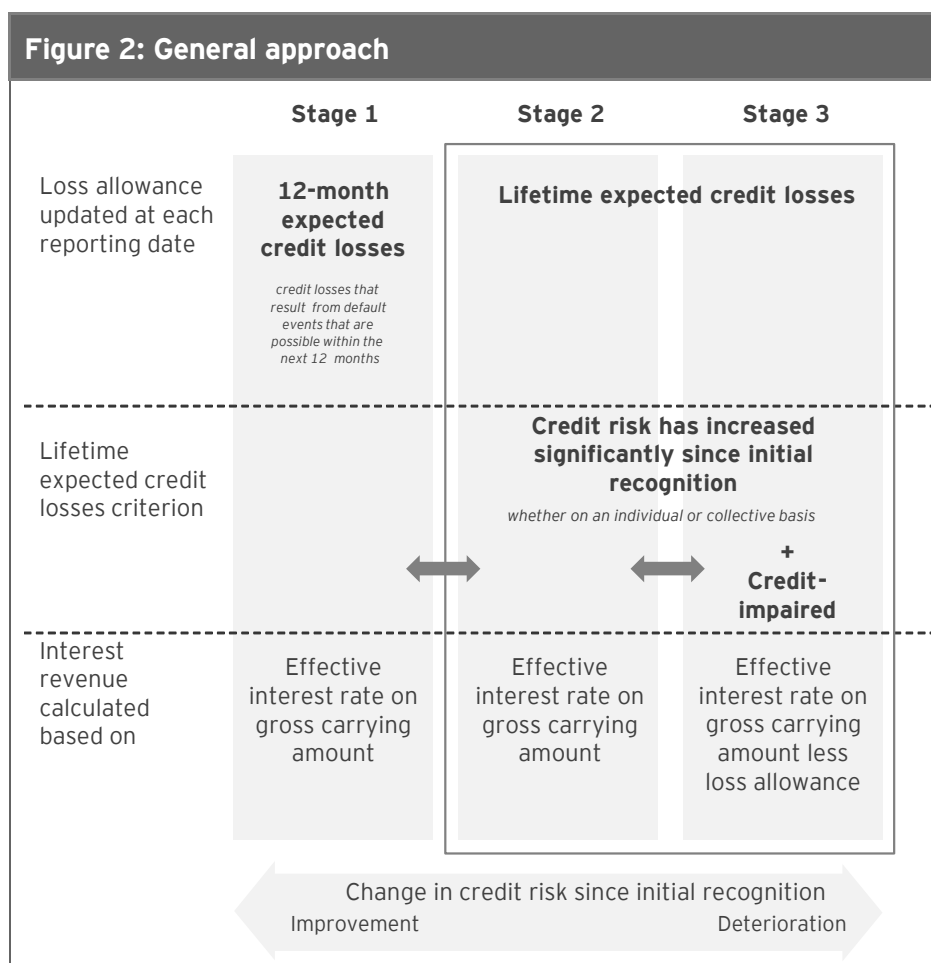 Figure 2: General approach
Stage 1
Stage 2
Stage 3
Loss allowance
updated at each
reporting date
12-month
expected
credit losses
credit losses that
result from default
events that are
possible within the
next 12 months
Lifetime expected credit losses
Lifetime
expected credit
losses criterion
Credit risk has increased
significantly since initial
recognition
whether on an individual or collective basis
+
Credit-
impaired
Interest
revenue
calculated
based on
Effective
interest rate on
gross carrying
amount
Effective
interest rate on
gross carrying
amount
Effective
interest rate on
gross carrying
amount less
loss allowance
Change in credit risk since initial recognition
Improvement
Deterioration